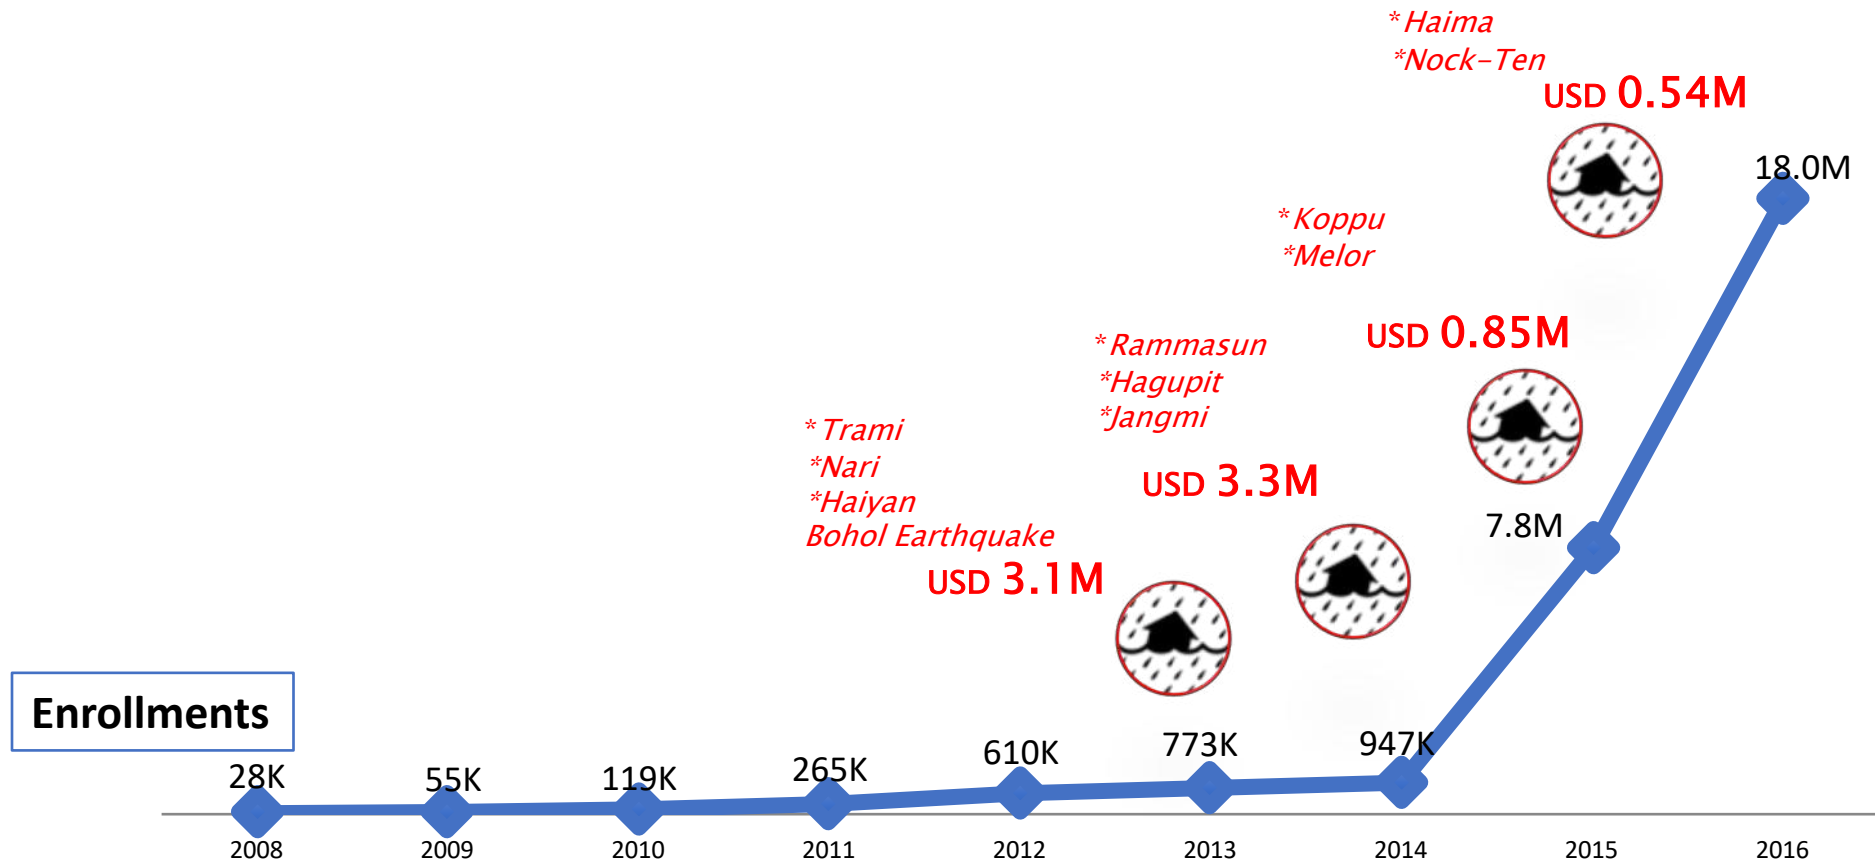 *Haima
*Nock-Ten
USD 0.54M
18.0M
*Koppu
*Melor
USD 0.85M
*Rammasun
*Hagupit
*Jangmi
*Trami
*Nari
*Haiyan
Bohol Earthquake
USD 3.3M
7.8M
USD 3.1M
Enrollments
28K 55K 119K 265K 610K 773K 947K
2008 2009 2010 2011 2012 2013 2014 2015 2016